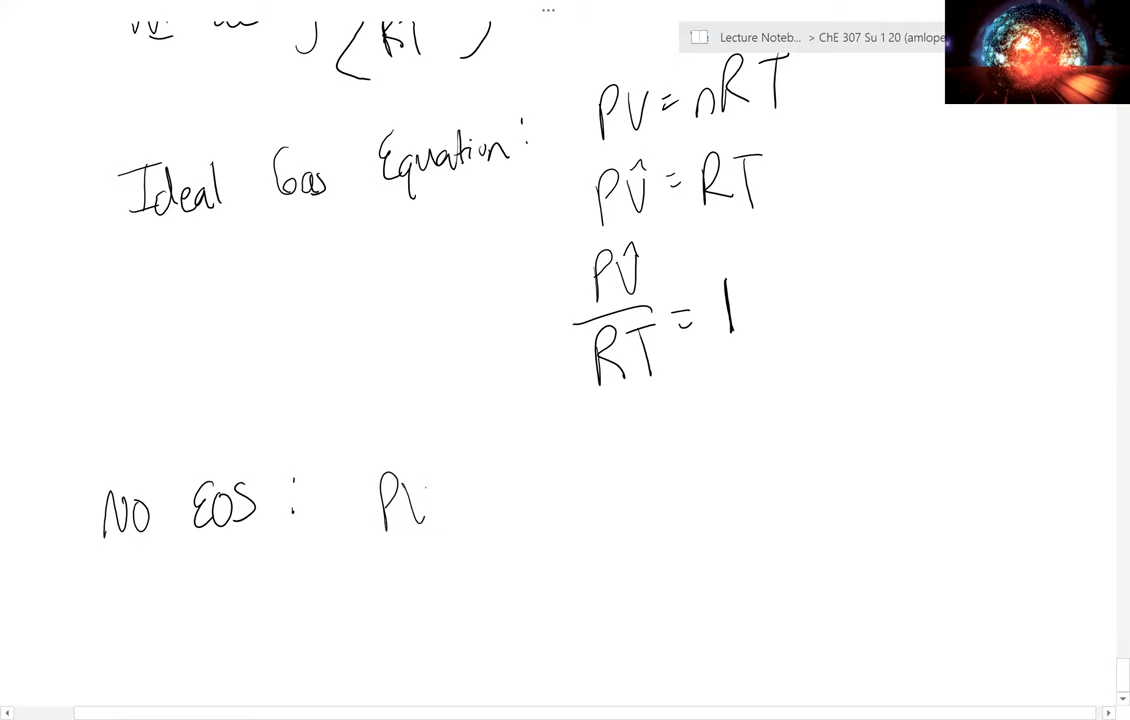 Lecture Noteb... > ChE 307 Su 1 20 (amlope
RT
PV = nRT
Ideal Gas Equation:
PV̂ = RT
PV̂
RT = 1
NO EOS : PV